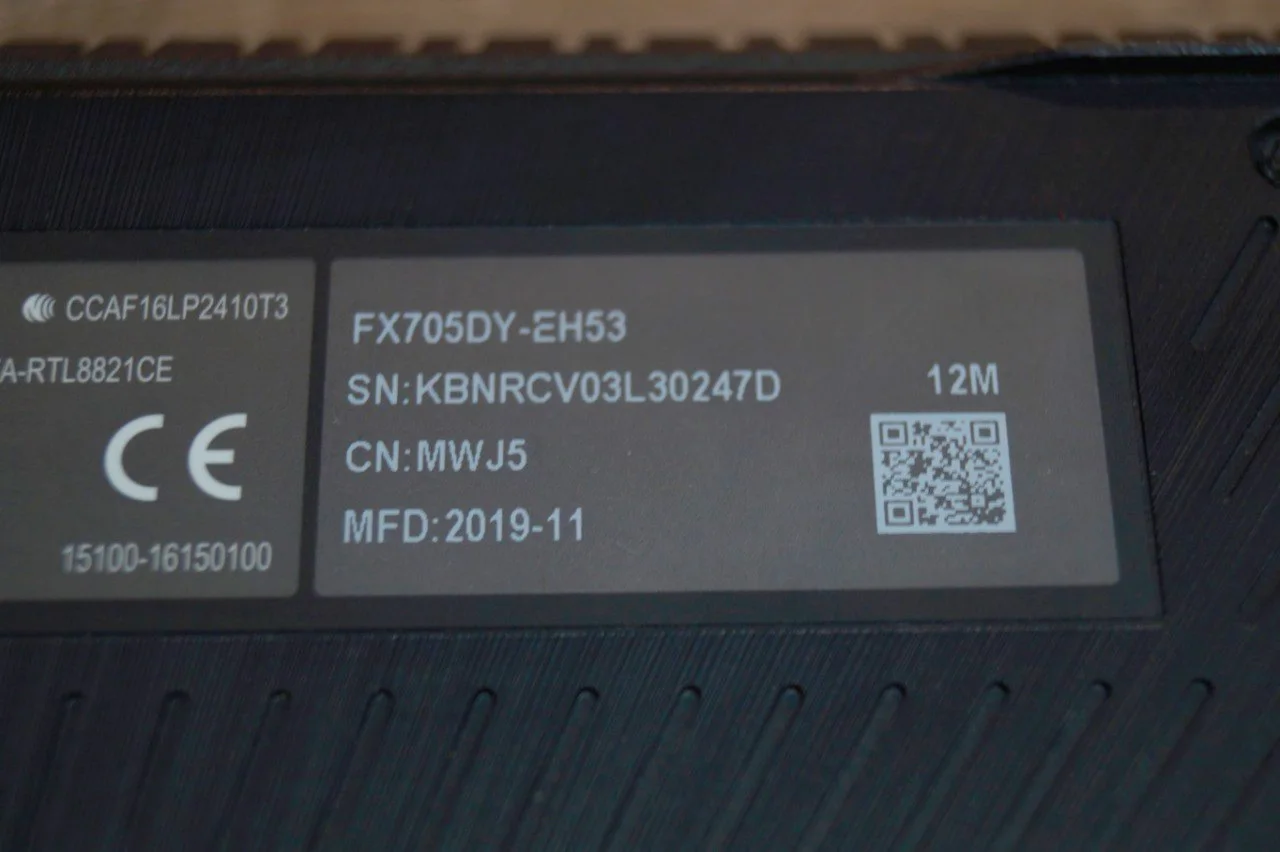 CCAF16LP2410T3
A-RTL8821CE
CE
15100-16150100
FX705DY-EH53
SN:KBNRCV03L30247D
12M
CN:MWJ5
MFD:2019-11